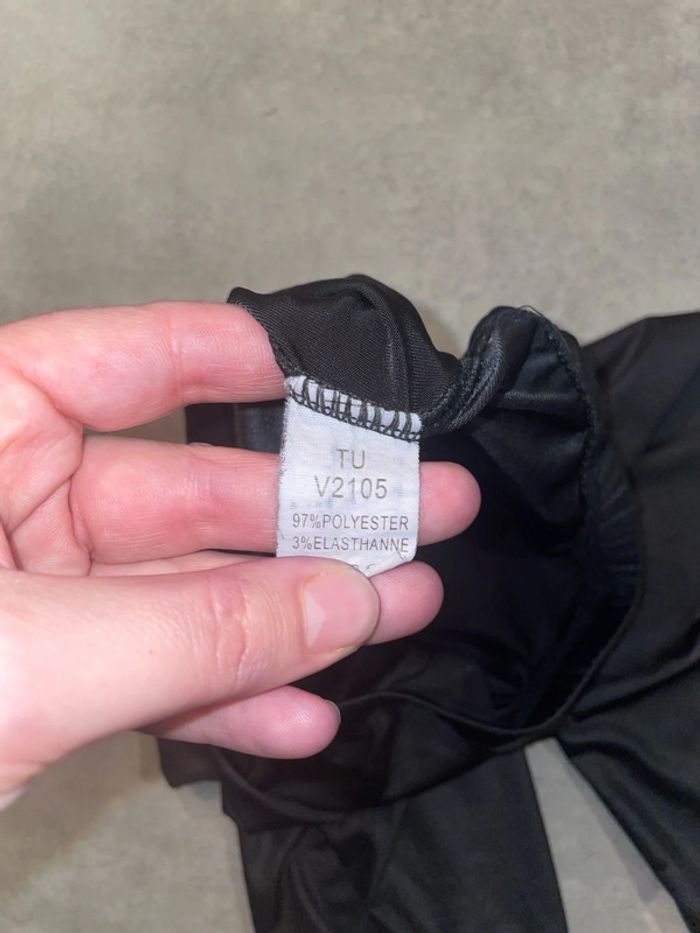 TU
V2105
97%POLYESTER
3%ELASTHANNE